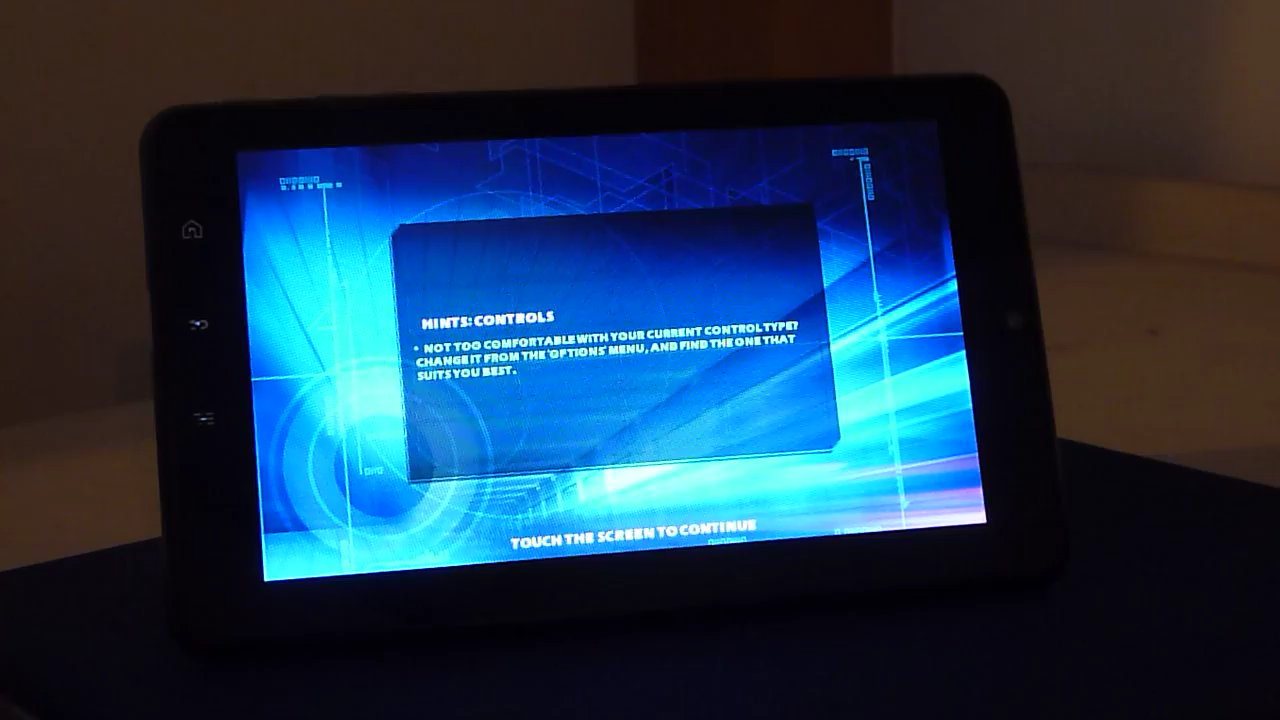 HINTS: CONTROLS
• NOT TOO COMFORTABLE WITH YOUR CURRENT CONTROL TYPE?
CHANGE IT FROM THE 'OPTIONS' MENU, AND FIND THE ONE THAT
SUITS YOU BEST.
TOUCH THE SCREEN TO CONTINUE